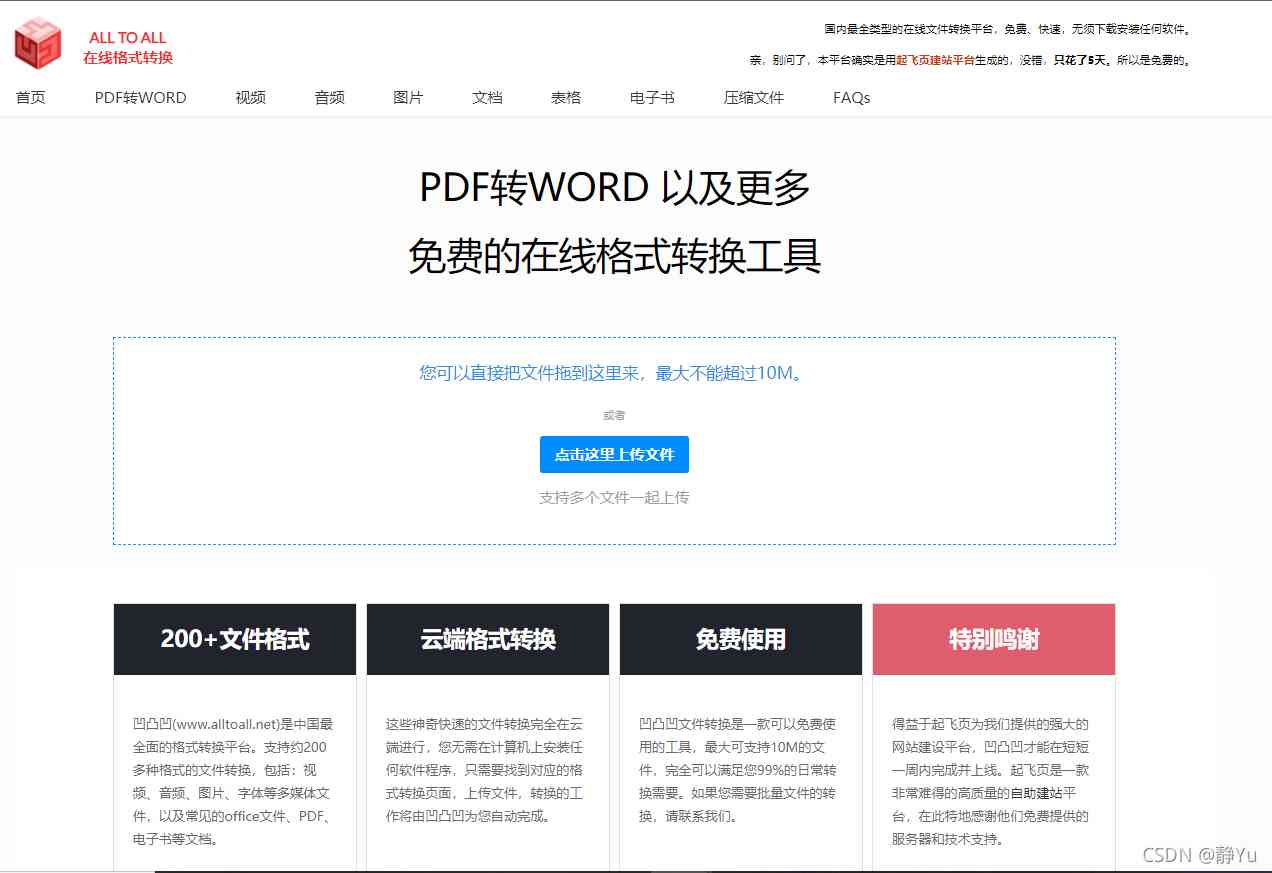 ALL TO ALL
在线格式转换
国内最全类型的在线文件转换平台，免费、快速，无须下载安装任何软件。
亲，别问了，本平台确实是用起飞页建站平台生成的，没错，只花了5天。所以是免费的。
首页 PDF转WORD 视频 音频 图片 文档 表格 电子书 压缩文件 FAQs
PDF转WORD 以及更多
免费的在线格式转换工具
您可以直接把文件拖到这里来，最大不能超过10M。
或者
点击这里上传文件
支持多个文件一起上传
200+文件格式
凹凸凹(www.alltoall.net)是中国最
全面的格式转换平台。支持约200
多种格式的文件转换，包括：视
频、音频、图片、字体等多媒体文
件，以及常见的office文件、PDF、
电子书等文档。
云端格式转换
这些神奇快速的文件转换完全在云
端进行，您无需在计算机上安装任
何软件程序，只需要找到对应的格
式转换页面，上传文件，转换的工
作将由凹凸凹为您自动完成。
免费使用
凹凸凹文件转换是一款可以免费使
用的工具，最大可支持10M的文
件，完全可以满足您99%的日常转
换需要。如果您需要批量文件的转
换，请联系我们。
特别鸣谢
得益于起飞页为我们提供的强大的
网站建设平台，凹凸凹才能在短短
一周内完成并上线。起飞页是一款
非常难得的高质量的自助建站平
台，在此特地感谢他们免费提供的
服务器和技术支持。
CSDN @静Yu